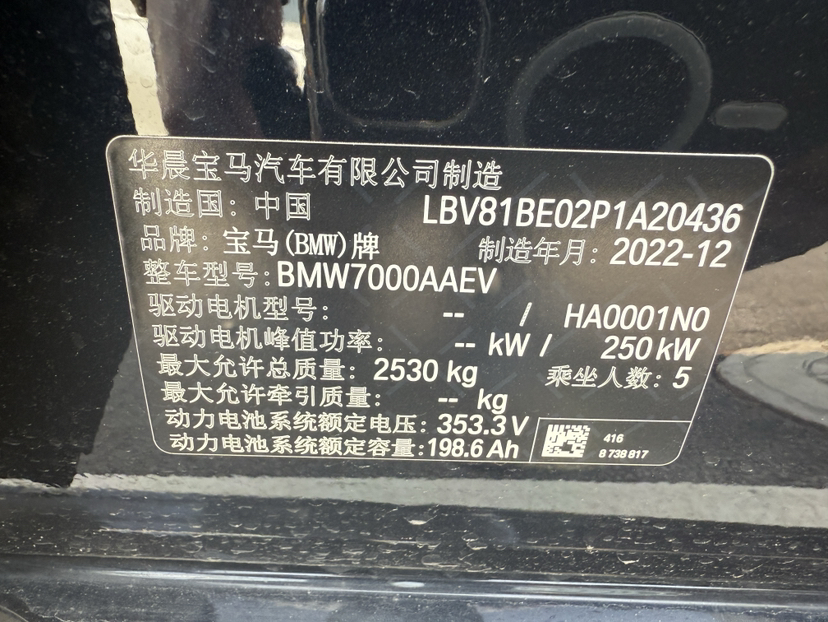 华晨宝马汽车有限公司制造
制造国：中国 LBV81BE02P1A20436
品牌：宝马(BMW)牌 制造年月：2022-12
整车型号：BMW7000AAEV
驱动电机型号： -- / HA0001N0
驱动电机峰值功率： -- kW / 250 kW
最大允许总质量：2530 kg 乘坐人数：5
最大允许牵引质量： -- kg
动力电池系统额定电压：353.3 V
动力电池系统额定容量:198.6 Ah
416
8 738 817